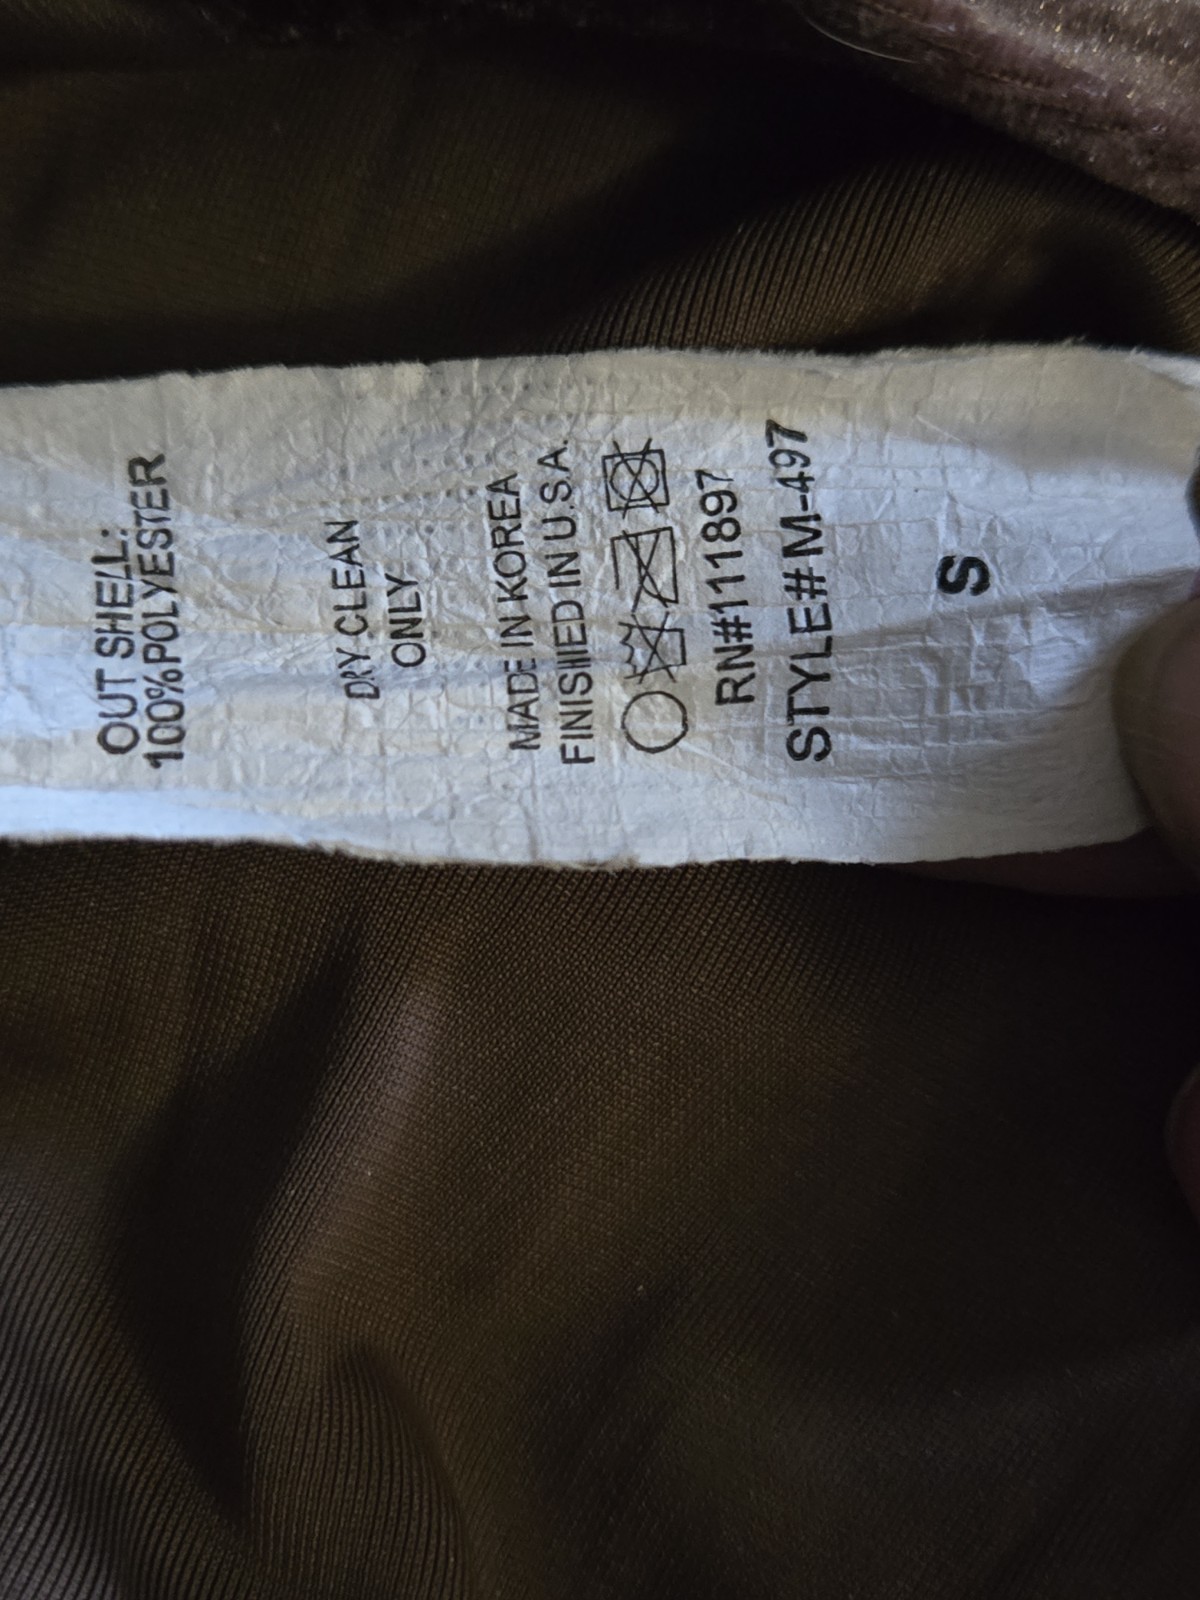 OUT SHELL:
100%POLYESTER
DRY CLEAN
ONLY
MADE IN KOREA
FINISHED IN U.S.A.
RN#111897
STYLE#M-497
S